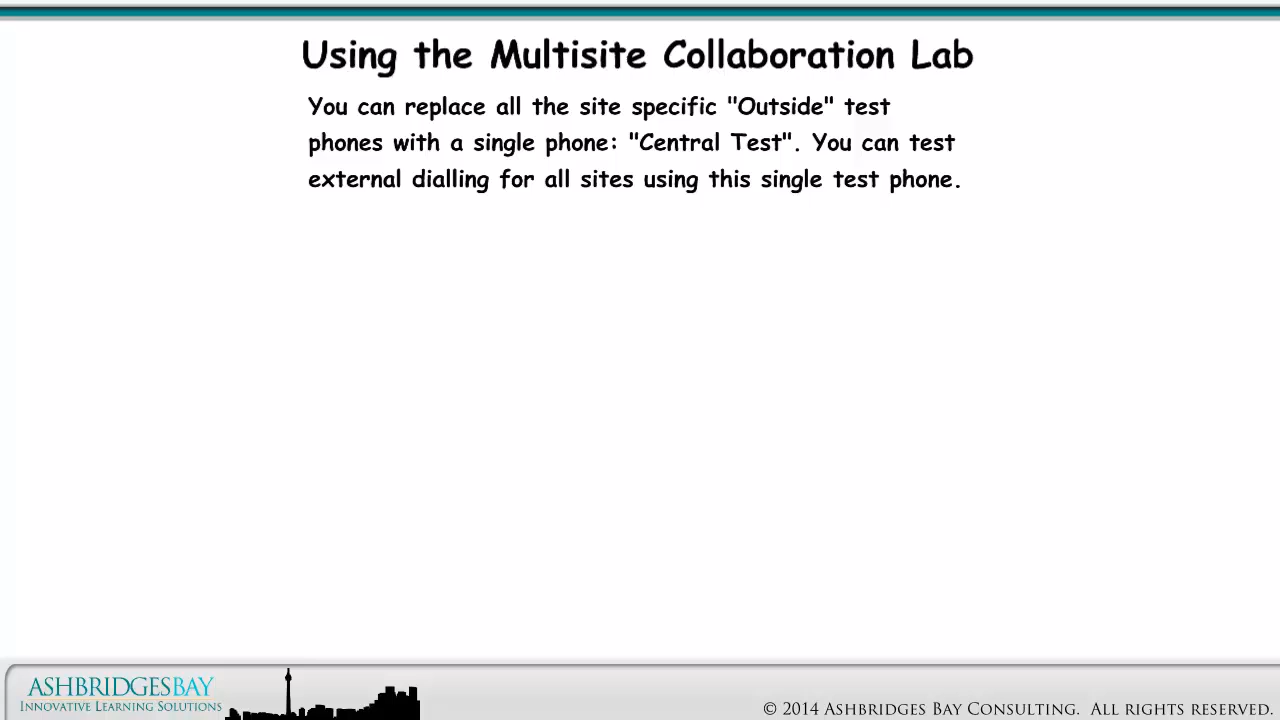 Using the Multisite Collaboration Lab
You can replace all the site specific "Outside" test
phones with a single phone: "Central Test". You can test
external dialling for all sites using this single test phone.
ASHBRIDGESBAY
INNOVATIVE LEARNING SOLUTIONS
© 2014 ASHBRIDGES BAY CONSULTING. ALL RIGHTS RESERVED.